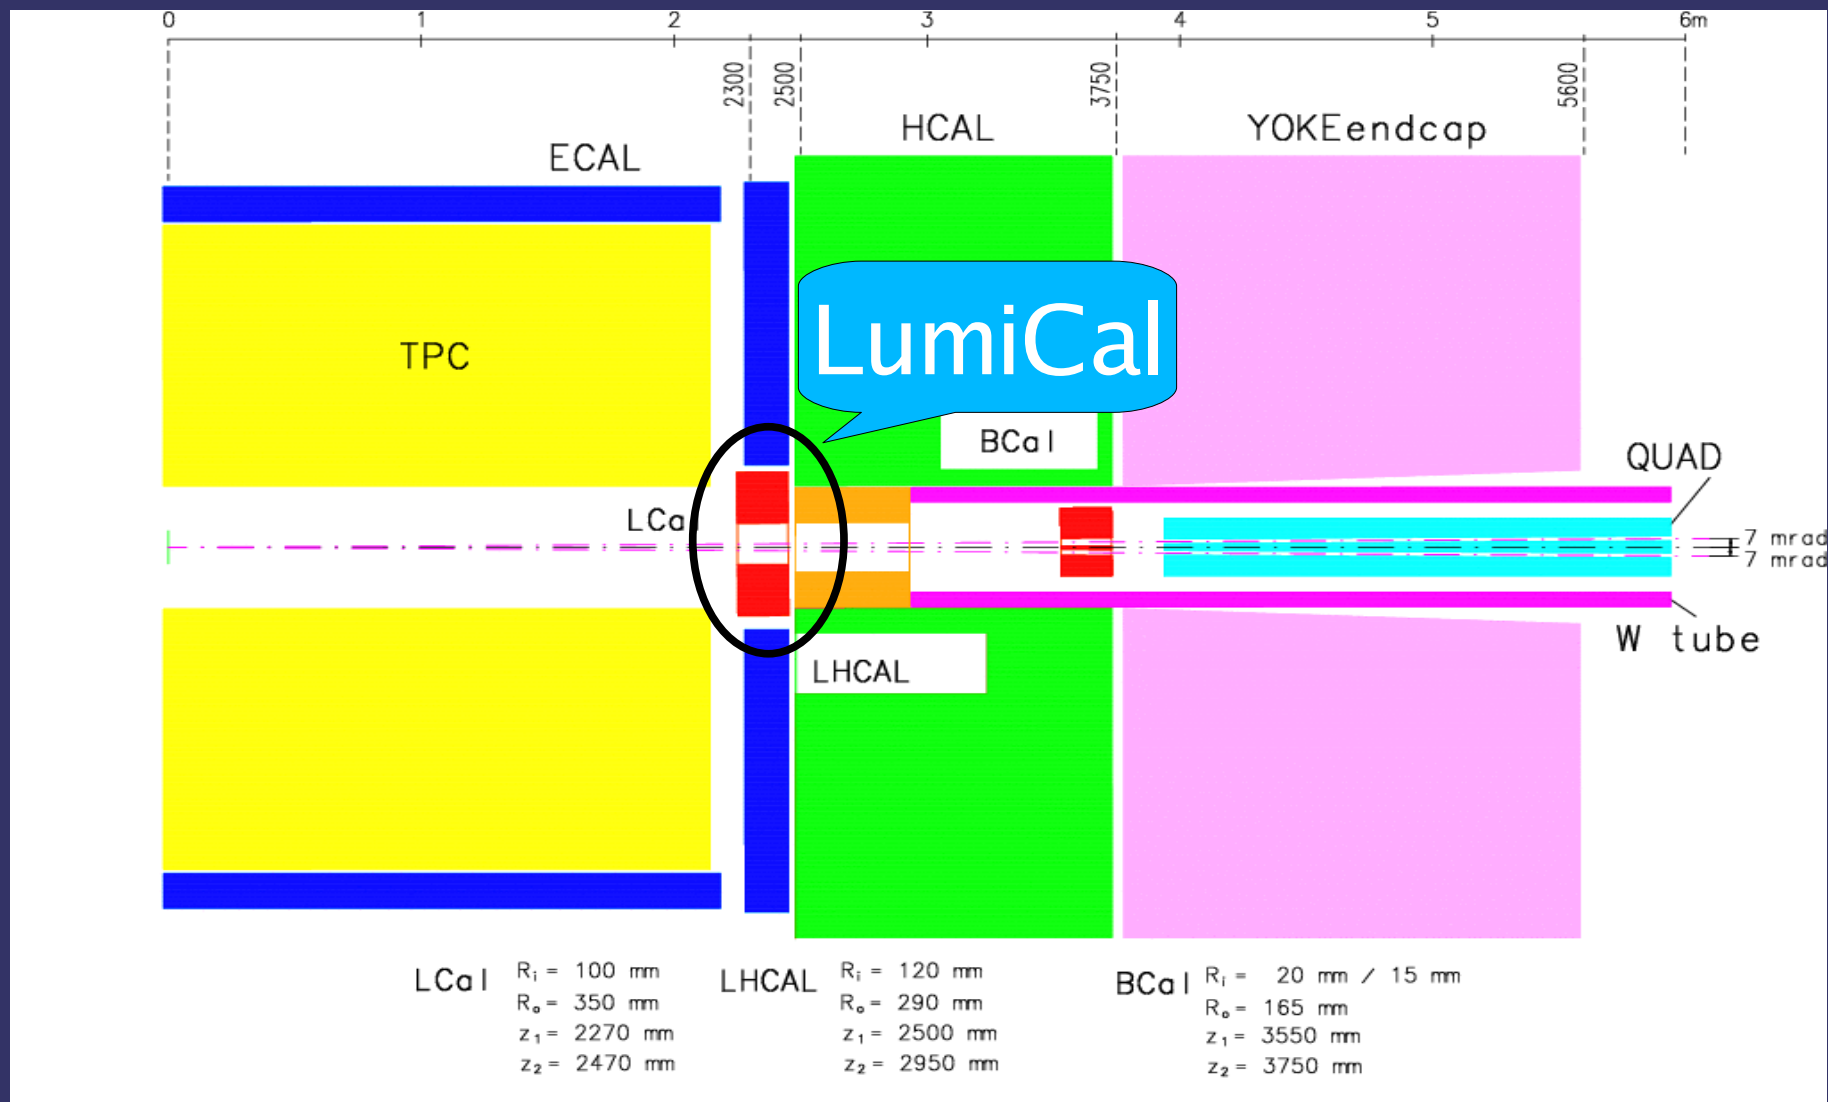 0 1 2 3 4 5 6m
2300 2500 3750 5600
HCAL YOKEendcap
ECAL
LumiCal
TPC
BCal
QUAD
LCal
7 mrad
7 mrad
W tube
LHCAL
LCal
Ri = 100 mm
Ro = 350 mm
z1 = 2270 mm
z2 = 2470 mm
LHCAL
Ri = 120 mm
Ro = 290 mm
z1 = 2500 mm
z2 = 2950 mm
BCal
Ri = 20 mm / 15 mm
Ro = 165 mm
z1 = 3550 mm
z2 = 3750 mm